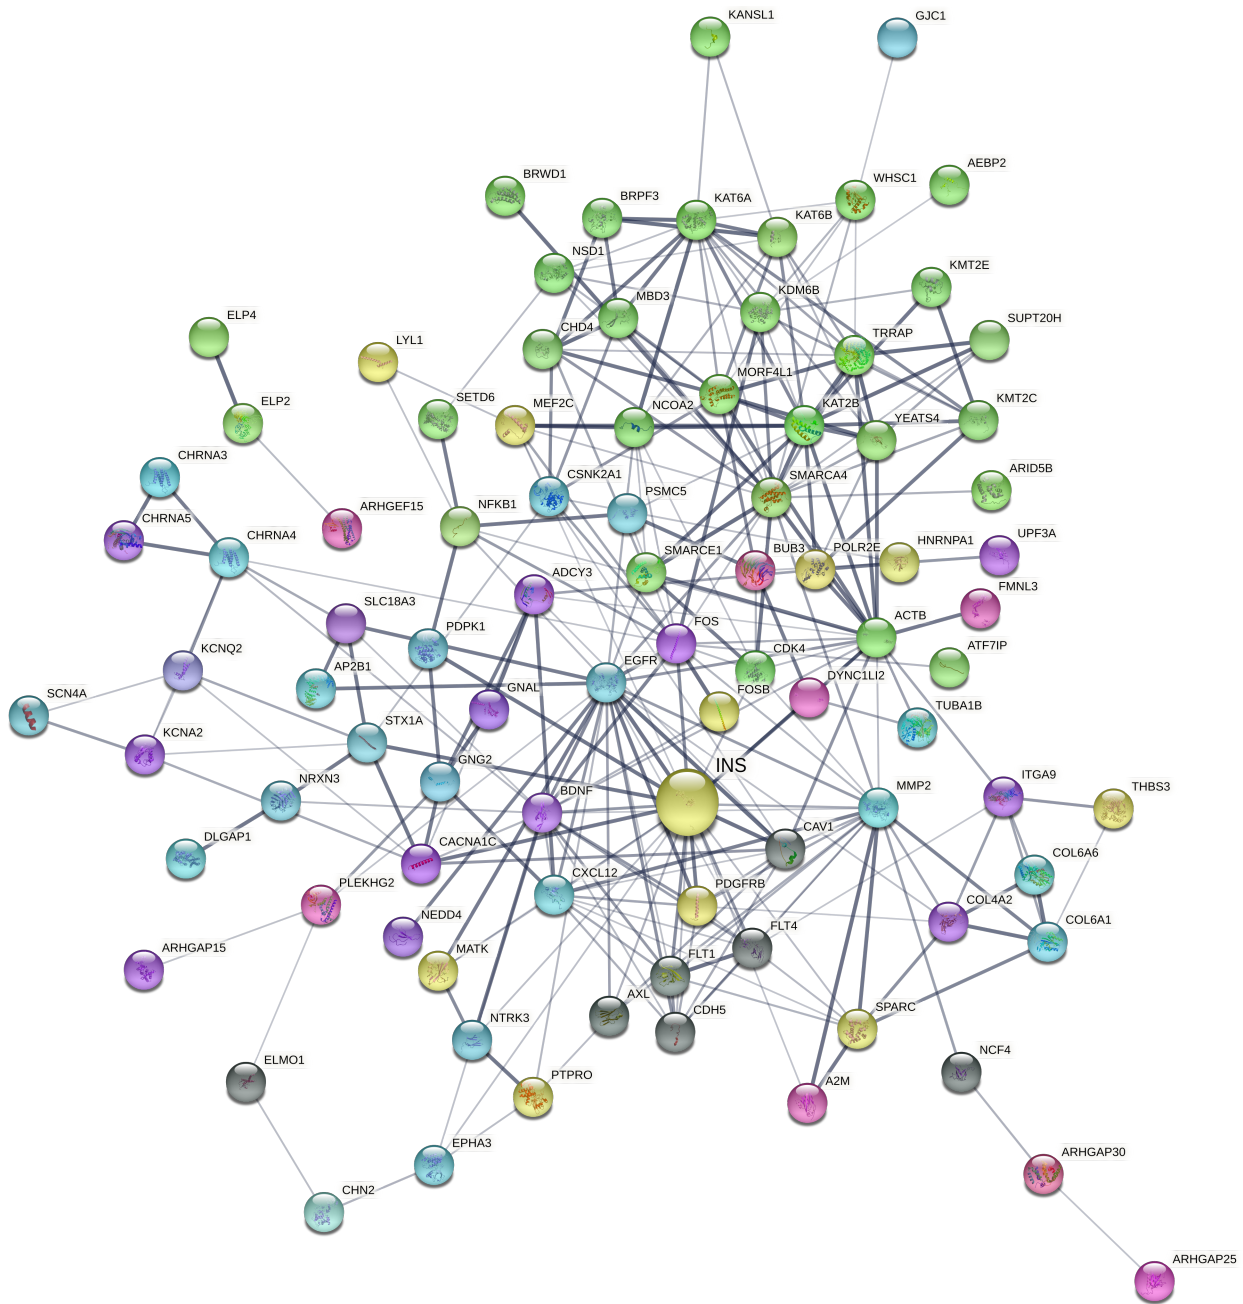 KANSL1
GJC1
BRWD1
BRPF3
KAT6A
WHSC1
AEBP2
KAT6B
NSD1
KMT2E
MBD3
KDM6B
ELP4
CHD4
TRRAP
SUPT20H
LYL1
MORF4L1
SETD6
ELP2
MEF2C
NCOA2
KAT2B
YEATS4
KMT2C
CHRNA3
CSNK2A1
SMARCA4
ARID5B
PSMC5
ARHGEF15
NFKB1
CHRNA5
CHRNA4
SMARCE1
BUB3
POLR2E
HNRNPA1
UPF3A
ADCY3
FMNL3
SLC18A3
PDPK1
FOS
ACTB
KCNQ2
AP2B1
EGFR
CDK4
ATF7IP
GNAL
FOSB
DYNC1LI2
SCN4A
TUBA1B
KCNA2
STX1A
INS
GNG2
NRXN3
BDNF
MMP2
ITGA9
THBS3
DLGAP1
CACNA1C
CAV1
COL6A6
PLEKHG2
CXCL12
PDGFRB
COL4A2
COL6A1
NEDD4
FLT4
ARHGAP15
MATK
FLT1
AXL
CDH5
SPARC
NTRK3
ELMO1
NCF4
PTPRO
A2M
EPHA3
ARHGAP30
CHN2
ARHGAP25